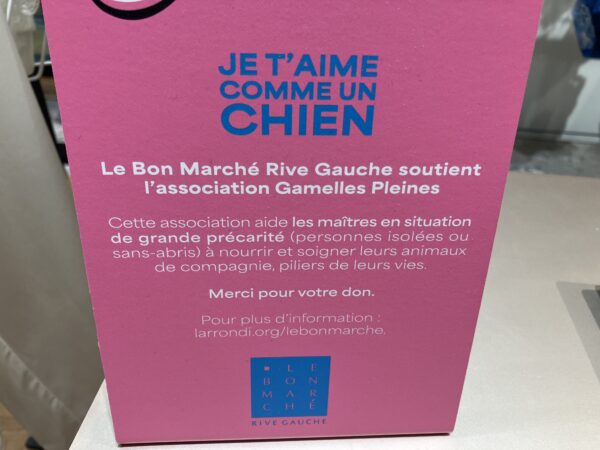 JE T'AIME
COMME UN
CHIEN
Le Bon Marché Rive Gauche soutient
l'association Gamelles Pleines
Cette association aide les maîtres en situation
de grande précarité (personnes isolées ou
sans-abris) à nourrir et soigner leurs animaux
de compagnie, piliers de leurs vies.
Merci pour votre don.
Pour plus d'information :
larrondi.org/lebonmarche.
LE
BON
MAR
CHÉ
RIVE GAUCHE